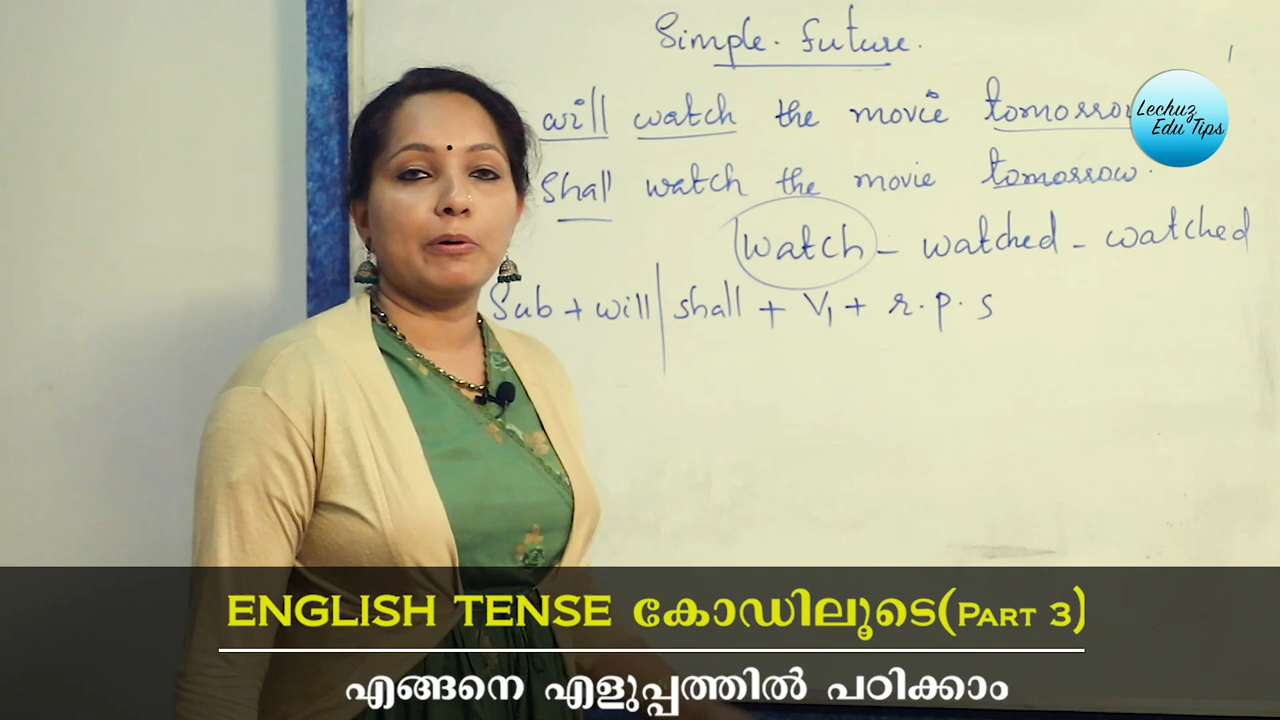 Simple. future.
will watch the movie tomorrow
Shall watch the movie tomorrow.
watch - watched - watched
Sub + will | shall + V1 + r.p.s
Lechuz
Edu Tips
ENGLISH TENSE കോഡിലൂടെ(PART 3)
എങ്ങനെ എളുപ്പത്തിൽ പഠിക്കാം